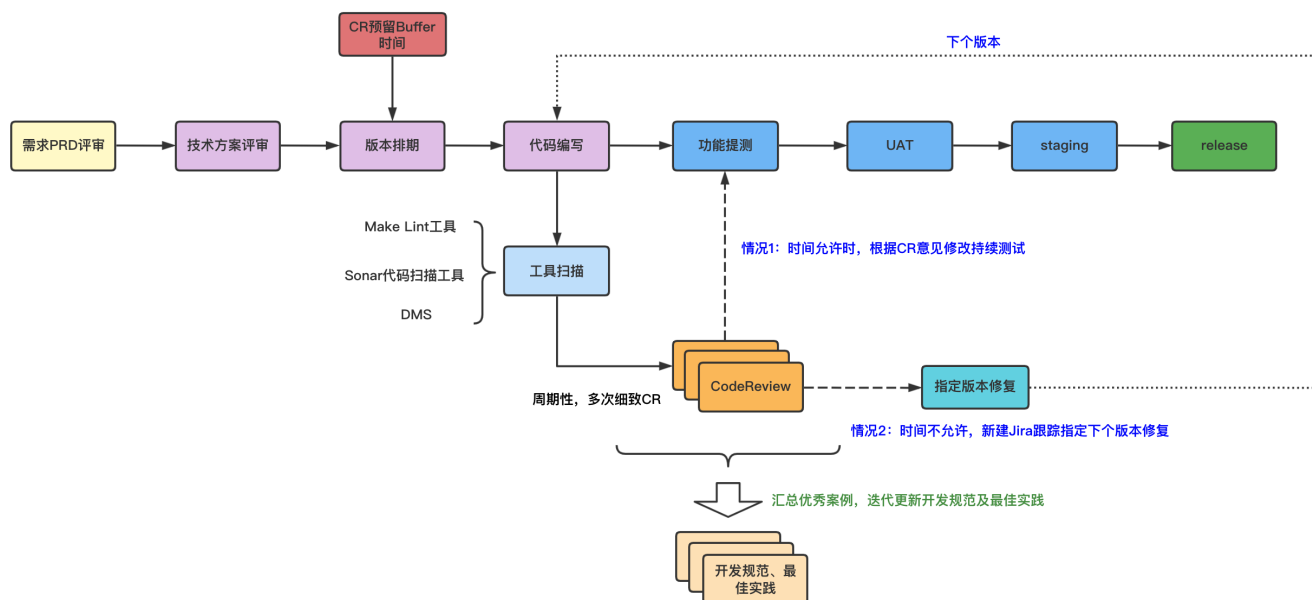 CR预留Buffer
时间
下个版本
需求PRD评审
技术方案评审
版本排期
代码编写
功能提测
UAT
staging
release
Make Lint工具
Sonar代码扫描工具
DMS
工具扫描
情况1：时间允许时，根据CR意见修改持续测试
CodeReview
指定版本修复
周期性，多次细致CR
情况2：时间不允许，新建Jira跟踪指定下个版本修复
汇总优秀案例，迭代更新开发规范及最佳实践
开发规范、最
佳实践